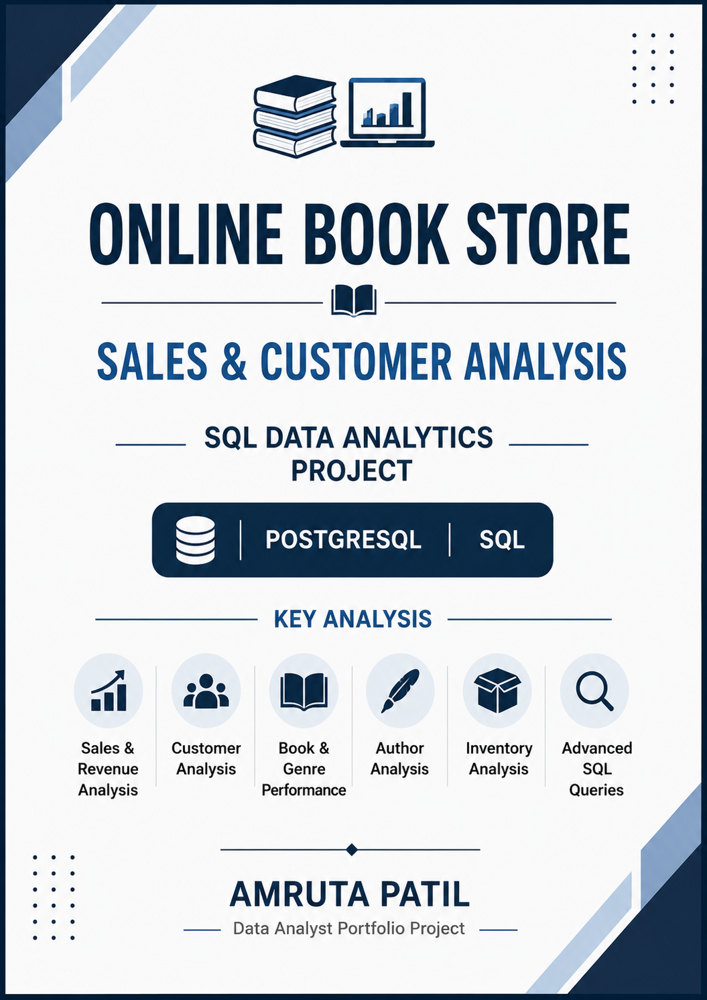 ONLINE BOOK STORE
SALES & CUSTOMER ANALYSIS
SQL DATA ANALYTICS
PROJECT
POSTGRESQL | SQL
KEY ANALYSIS
Sales &
Revenue
Analysis
Customer
Analysis
Book &
Genre
Performance
Author
Analysis
Inventory
Analysis
Advanced
SQL
Queries
AMRUTA PATIL
Data Analyst Portfolio Project